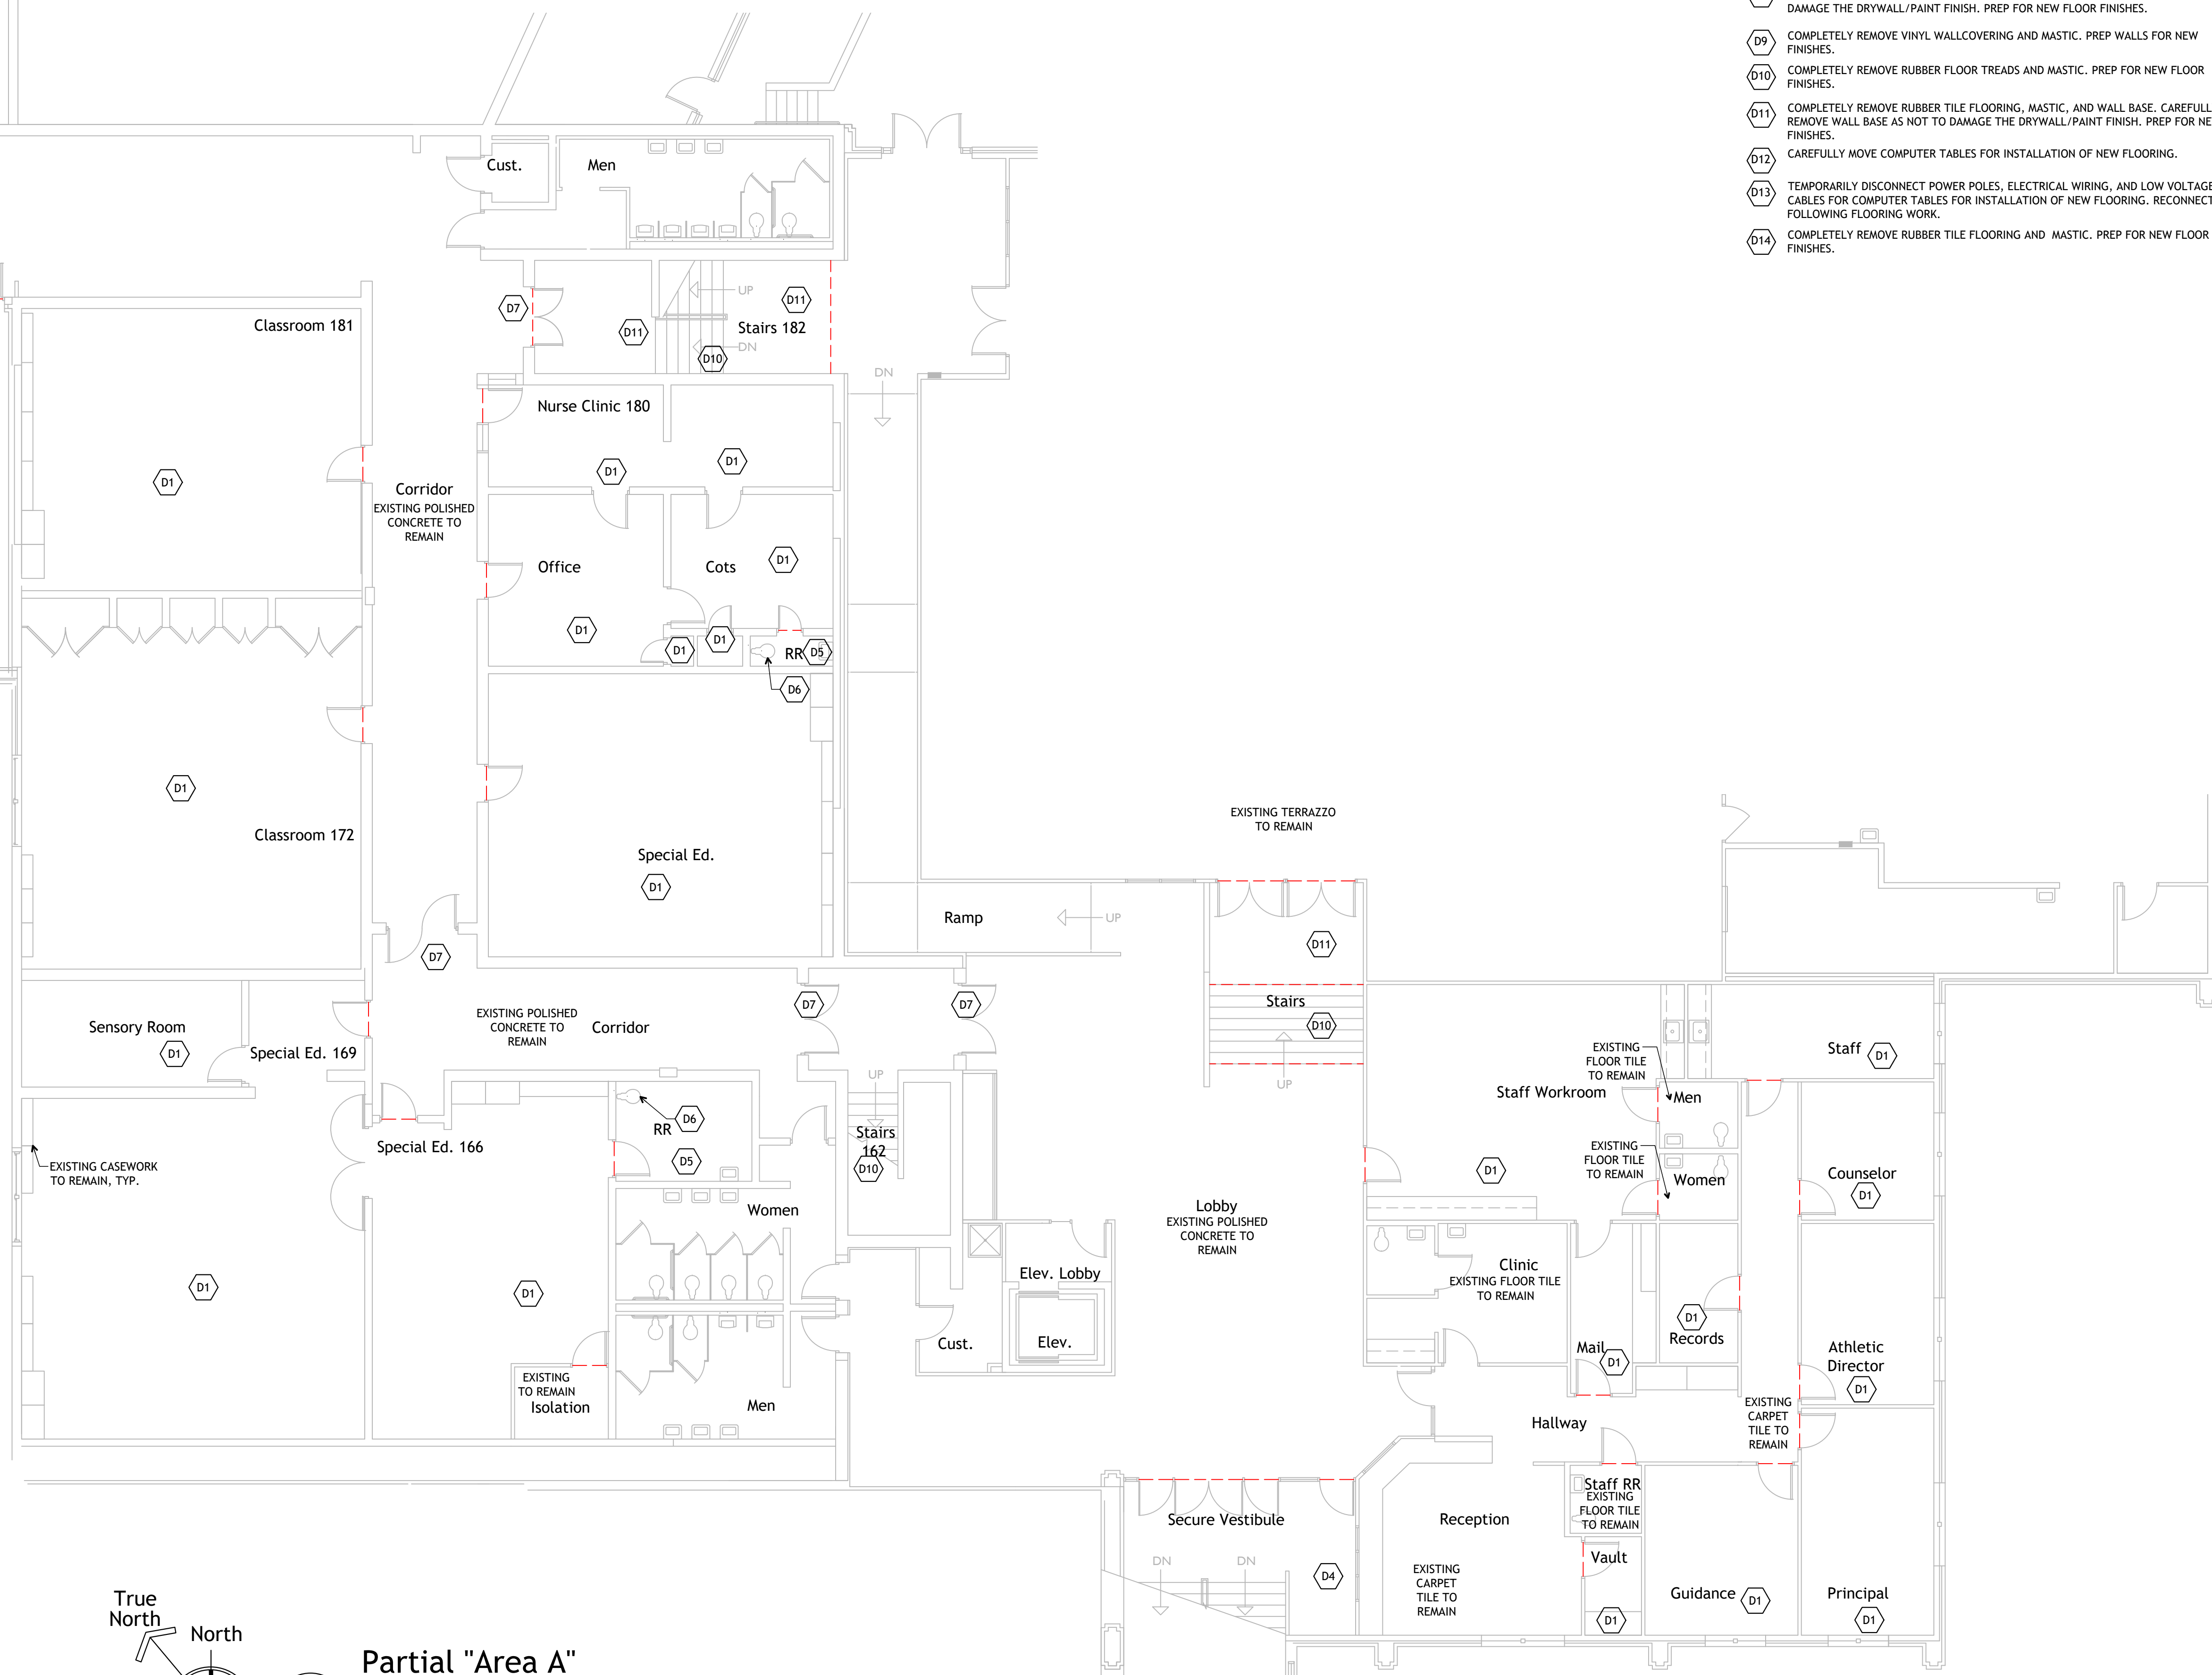 DAMAGE THE DRYWALL/PAINT FINISH. PREP FOR NEW FLOOR FINISHES.
D9 COMPLETELY REMOVE VINYL WALLCOVERING AND MASTIC. PREP WALLS FOR NEW
FINISHES.
D10 COMPLETELY REMOVE RUBBER FLOOR TREADS AND MASTIC. PREP FOR NEW FLOOR
FINISHES.
D11 COMPLETELY REMOVE RUBBER TILE FLOORING, MASTIC, AND WALL BASE. CAREFULL
REMOVE WALL BASE AS NOT TO DAMAGE THE DRYWALL/PAINT FINISH. PREP FOR NE
FINISHES.
D12 CAREFULLY MOVE COMPUTER TABLES FOR INSTALLATION OF NEW FLOORING.
D13 TEMPORARILY DISCONNECT POWER POLES, ELECTRICAL WIRING, AND LOW VOLTAGE
CABLES FOR COMPUTER TABLES FOR INSTALLATION OF NEW FLOORING. RECONNECT
FOLLOWING FLOORING WORK.
D14 COMPLETELY REMOVE RUBBER TILE FLOORING AND MASTIC. PREP FOR NEW FLOOR
FINISHES.
Cust.
Men
UP
D11
D7
Classroom 181
D11
Stairs 182
DN
D10
DN
Nurse Clinic 180
D1
D1
D1
Corridor
EXISTING POLISHED
CONCRETE TO
REMAIN
Office
Cots
D1
D1
D1
D1
RR
D5
D6
D1
Classroom 172
Special Ed.
D1
EXISTING TERRAZZO
TO REMAIN
Ramp
UP
D11
D7
D7
D7
Stairs
D10
UP
EXISTING POLISHED
CONCRETE TO
REMAIN
Corridor
Sensory Room
D1
Special Ed. 169
EXISTING
FLOOR TILE
TO REMAIN
Staff
D1
Staff Workroom
Men
UP
D6
RR
D5
Stairs
162
D10
Special Ed. 166
EXISTING CASEWORK
TO REMAIN, TYP.
EXISTING
FLOOR TILE
TO REMAIN
Women
D1
Counselor
D1
Women
Lobby
EXISTING POLISHED
CONCRETE TO
REMAIN
Elev. Lobby
Clinic
EXISTING FLOOR TILE
TO REMAIN
D1
D1
D1
Records
Cust.
Elev.
Mail
D1
Athletic
Director
D1
EXISTING
TO REMAIN
Isolation
Men
Hallway
EXISTING
CARPET
TILE TO
REMAIN
Staff RR
EXISTING
FLOOR TILE
TO REMAIN
Secure Vestibule
Reception
DN
DN
D4
Vault
D1
EXISTING
CARPET
TILE TO
REMAIN
Guidance
D1
Principal
D1
True
North
North
Partial "Area A"